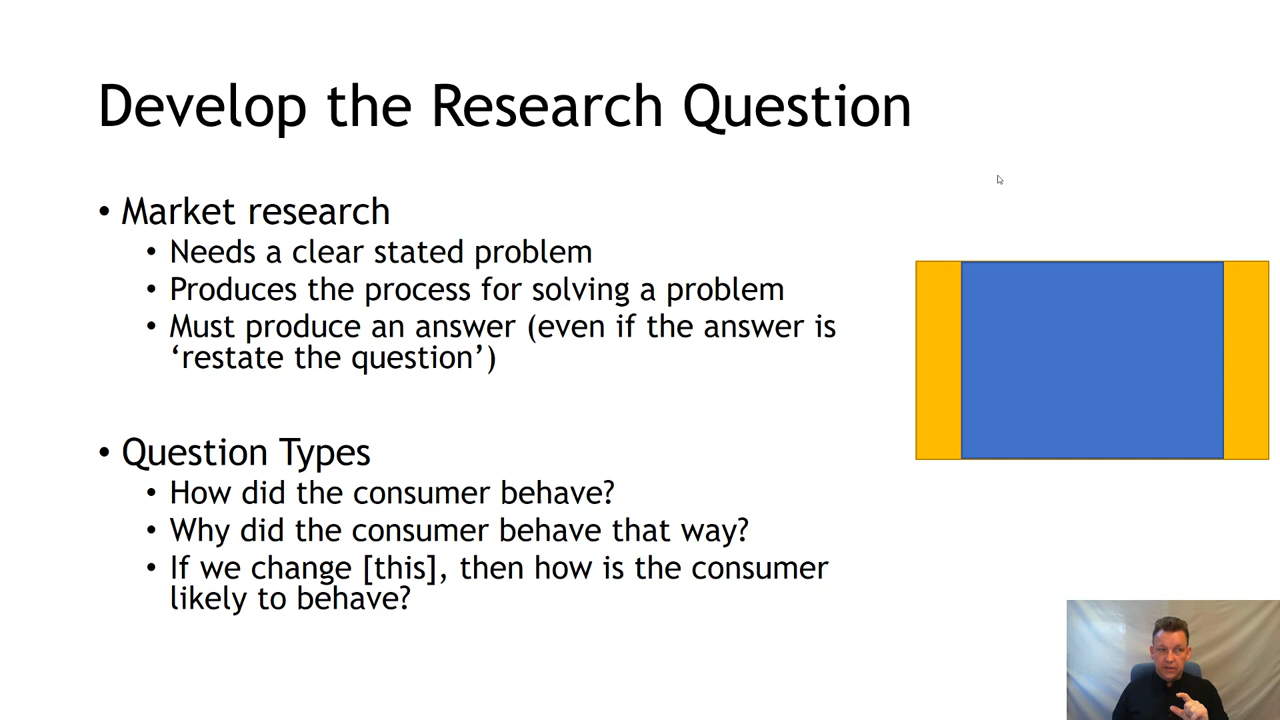 Develop the Research Question
• Market research
• Needs a clear stated problem
• Produces the process for solving a problem
• Must produce an answer (even if the answer is
‘restate the question’)
• Question Types
• How did the consumer behave?
• Why did the consumer behave that way?
• If we change [this], then how is the consumer
likely to behave?